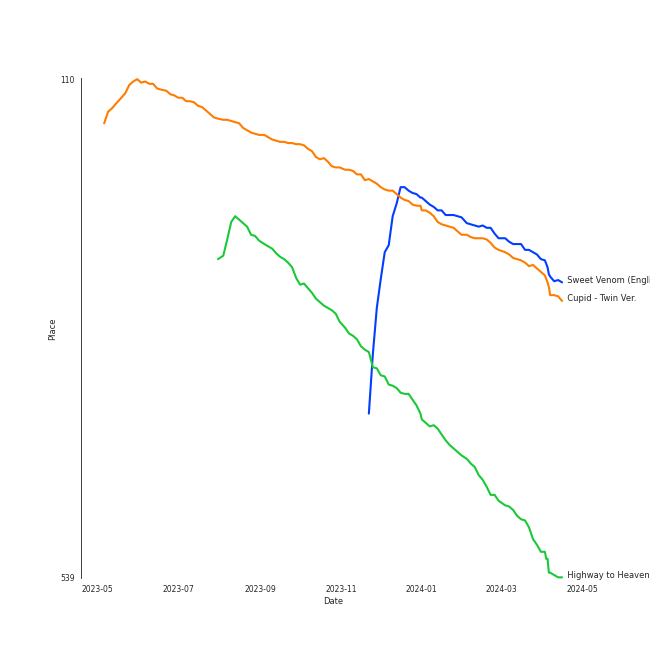 110
Sweet Venom (Engli
Cupid - Twin Ver.
Place
Highway to Heaven
539
2023-05 2023-07 2023-09 2023-11 2024-01 2024-03 2024-05
Date